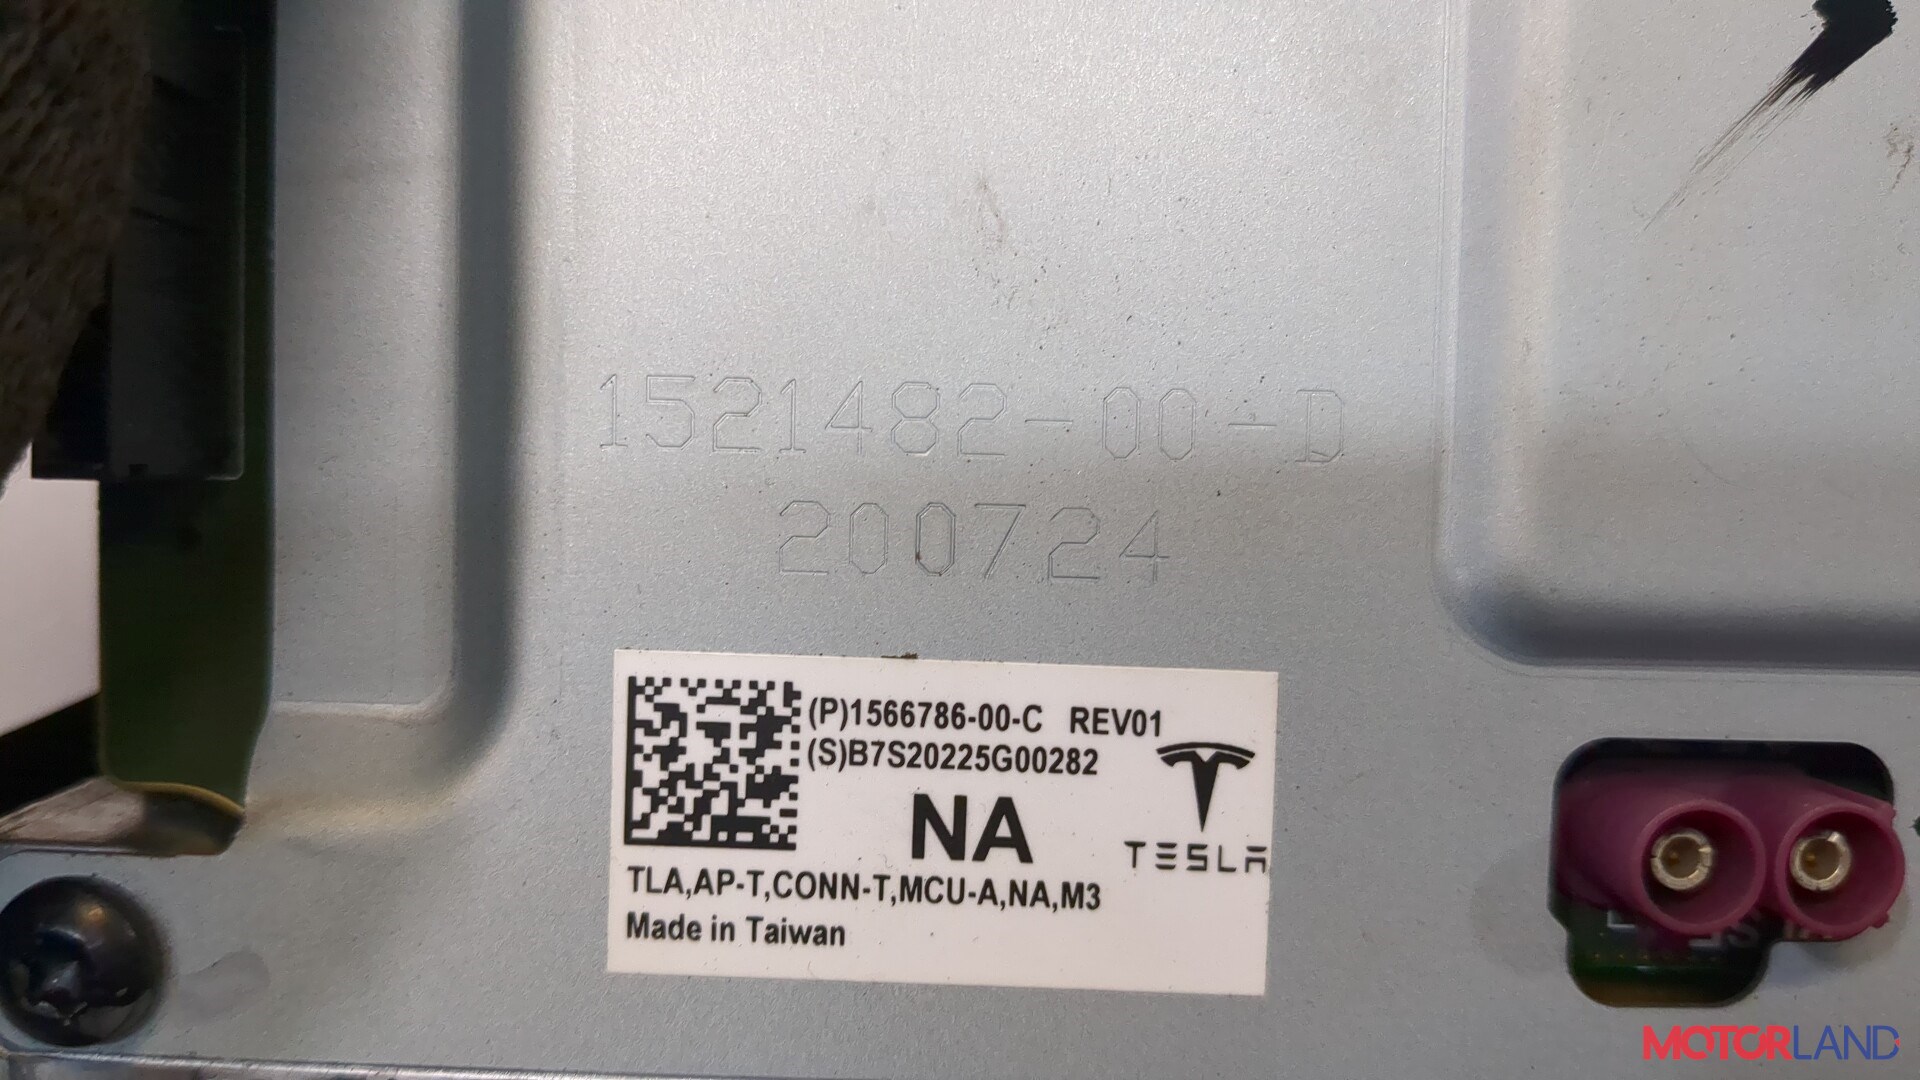 1521482-00-D
200724
(P)1566786-00-C REV01
(S)B7S20225G00282
NA
TESLA
TLA,AP-T,CONN-T,MCU-A,NA,M3
Made in Taiwan
MOTORLAND